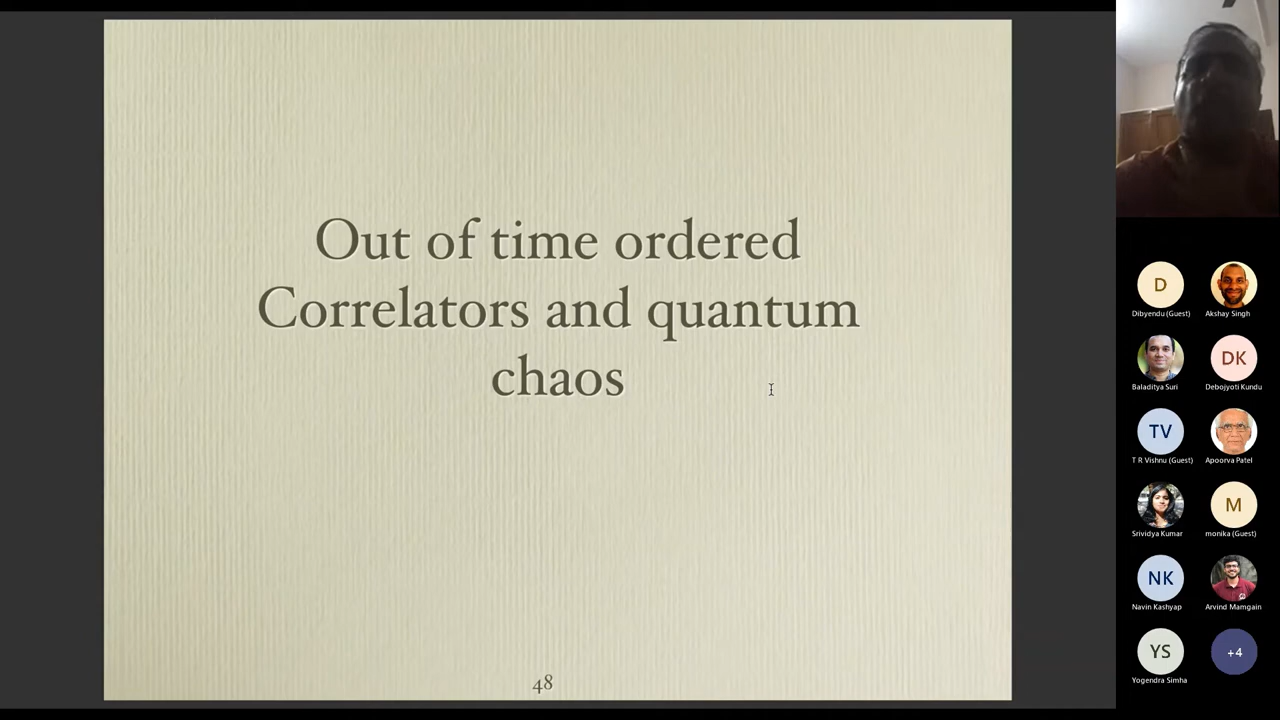 Out of time ordered
Correlators and quantum
chaos
48
D
Dibyendu (Guest)
Akshay Singh
Baladitya Suri
DK
Debojyoti Kundu
TV
T R Vishnu (Guest)
Apoorva Patel
Srividya Kumar
M
monika (Guest)
NK
Navin Kashyap
Arvind Mamgain
YS
Yogendra Simha
+4